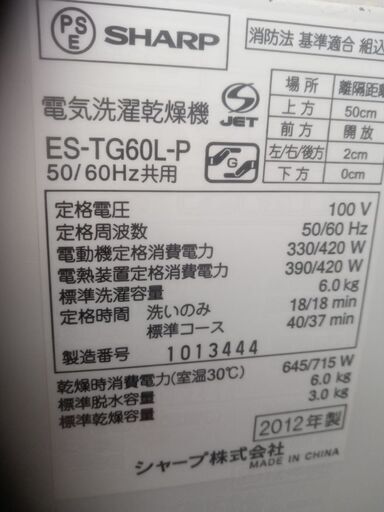 PS
E
SHARP
消防法 基準適合 組込
場所 離隔距離
上方 50cm
前方 開放
左/右/後方 2cm
下方 0cm
電気洗濯乾燥機
S JET
ES-TG60L-P
G
50/60Hz共用
定格電圧 100 V
定格周波数 50/60 Hz
電動機定格消費電力 330/420 W
電熱装置定格消費電力 390/420 W
標準洗濯容量 6.0 kg
定格時間 洗いのみ 18/18 min
標準コース 40/37 min
製造番号 1013444
乾燥時消費電力(室温30℃) 645/715 W
標準脱水容量 6.0 kg
標準乾燥容量 3.0 kg
2012年製
シャープ株式会社
MADE IN CHINA